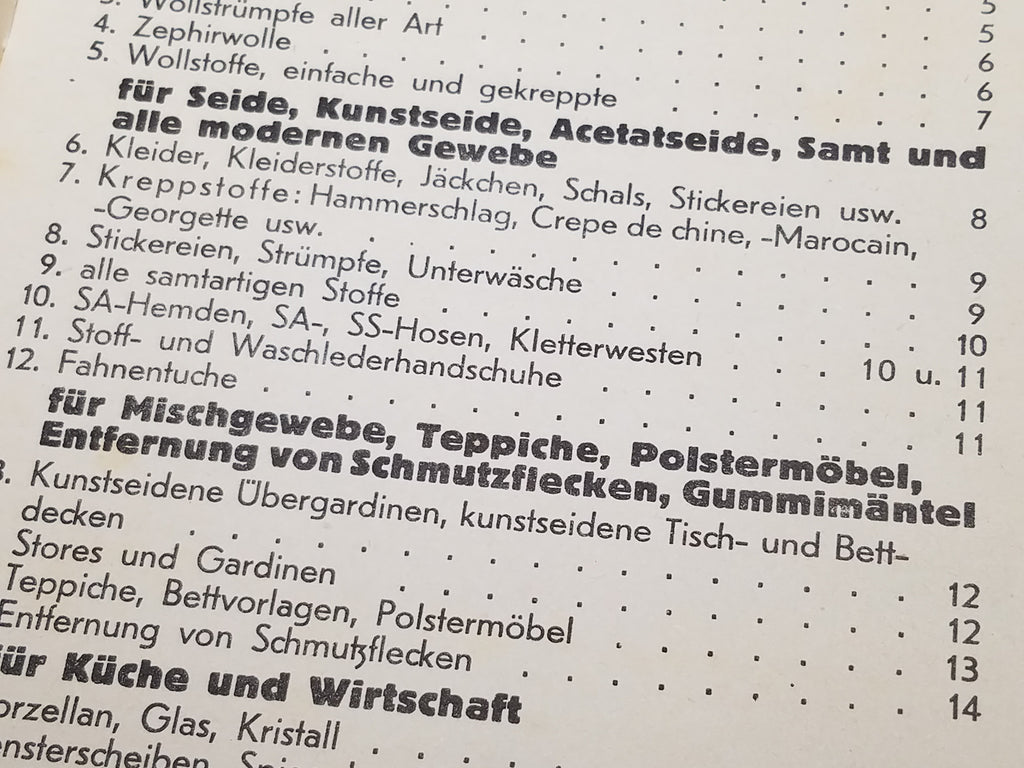 5
3. Wollstrümpfe aller Art . . . . . . . . . . . 5
4. Zephirwolle . . . . . . . . . . . . . . 6
5. Wollstoffe, einfache und gekreppte . . . . . . . 6
7
für Seide, Kunstseide, Acetatseide, Samt und
alle modernen Gewebe
6. Kleider, Kleiderstoffe, Jäckchen, Schals, Stickereien usw. 8
7. Kreppstoffe: Hammerschlag, Crepe de chine, -Marocain,
-Georgette usw. . . . . . . . . . . . . . 9
8. Stickereien, Strümpfe, Unterwäsche . . . . . . . . 9
9. alle samtartigen Stoffe . . . . . . . . . . . 10
10. SA-Hemden, SA-, SS-Hosen, Kletterwesten . . . 10 u. 11
11. Stoff- und Waschlederhandschuhe . . . . . . . . 11
12. Fahnentuche . . . . . . . . . . . . . . . 11
für Mischgewebe, Teppiche, Polstermöbel,
Entfernung von Schmutzflecken, Gummimäntel
3. Kunstseidene Übergardinen, kunstseidene Tisch- und Bett-
decken . . . . . . . . . . . . . . . . . 12
Stores und Gardinen . . . . . . . . . . . . 12
Teppiche, Bettvorlagen, Polstermöbel . . . . . . . 13
Entfernung von Schmutzflecken . . . . . . . . . 14
für Küche und Wirtschaft
orzellan, Glas, Kristall . . . .
ensterscheiben,